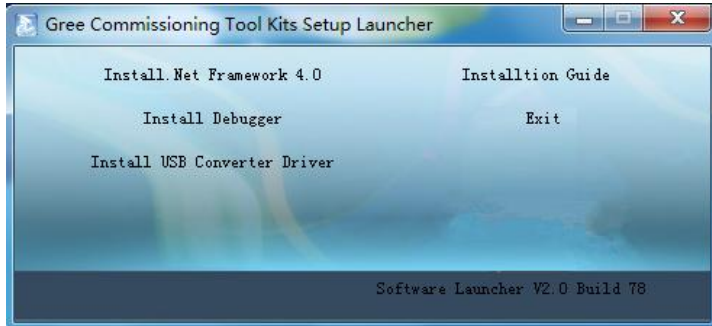 Gree Commissioning Tool Kits Setup Launcher
Install.Net Framework 4.0
Installtion Guide
Install Debugger
Exit
Install USB Converter Driver
Software Launcher V2.0 Build 78